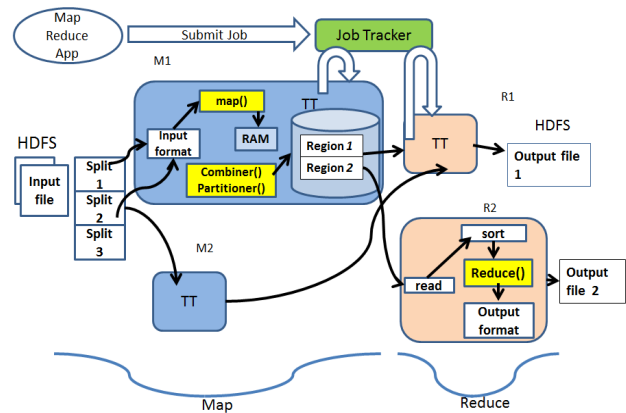 Map
Reduce
App
Submit Job
Job Tracker
M1
map()
TT
R1
HDFS
Input
format
RAM
Region 1
Region 2
TT
HDFS
Output file
1
Split
1
Input
file
Combiner()
Partitioner()
Split
2
R2
Split
3
M2
sort
TT
read
Reduce()
Output
file 2
Output
format
Map
Reduce